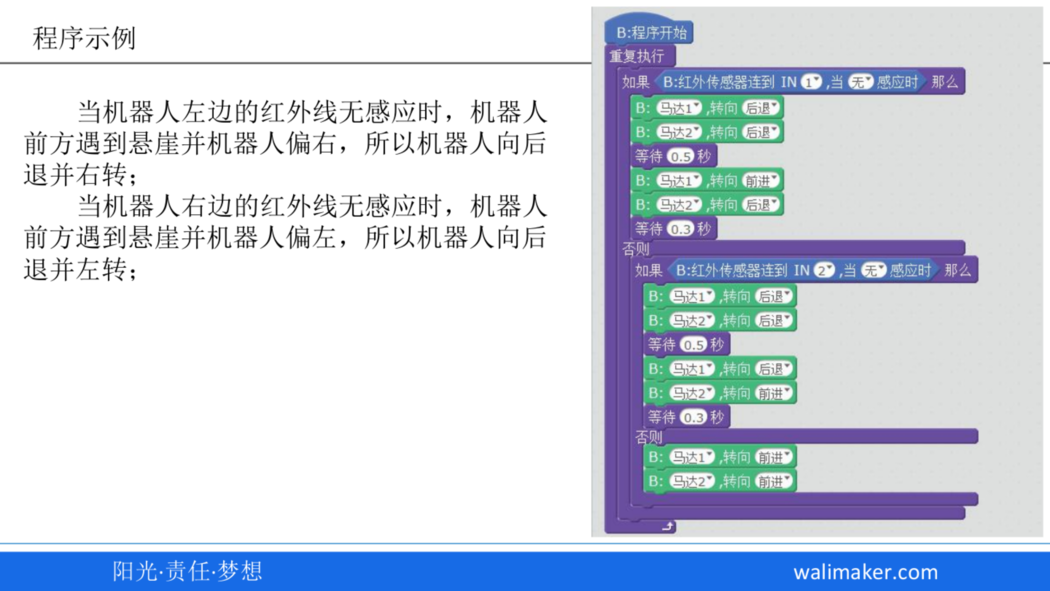 程序示例
当机器人左边的红外线无感应时，机器人
前方遇到悬崖并机器人偏右，所以机器人向后
退并右转；
当机器人右边的红外线无感应时，机器人
前方遇到悬崖并机器人偏左，所以机器人向后
退并左转；
B:程序开始
重复执行
如果 B:红外传感器连到 IN 1 ,当 无 感应时 那么
B: 马达1 ,转向 后退
B: 马达2 ,转向 后退
等待 0.5 秒
B: 马达1 ,转向 前进
B: 马达2 ,转向 后退
等待 0.3 秒
否则
如果 B:红外传感器连到 IN 2 ,当 无 感应时 那么
B: 马达1 ,转向 后退
B: 马达2 ,转向 后退
等待 0.5 秒
B: 马达1 ,转向 后退
B: 马达2 ,转向 前进
等待 0.3 秒
否则
B: 马达1 ,转向 前进
B: 马达2 ,转向 前进
阳光·责任·梦想
walimaker.com